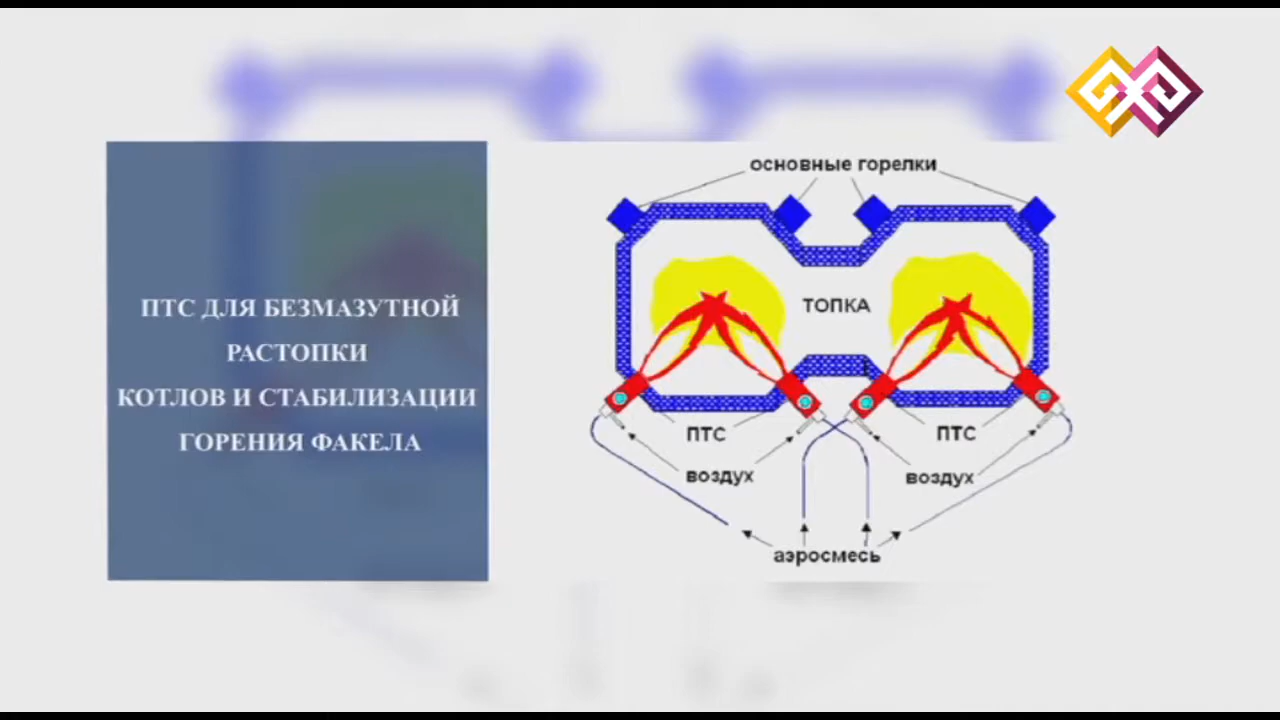 ПТС ДЛЯ БЕЗМАЗУТНОЙ
РАСТОПКИ
КОТЛОВ И СТАБИЛИЗАЦИИ
ГОРЕНИЯ ФАКЕЛА
основные горелки
ТОПКА
ПТС
ПТС
воздух
воздух
аэросмесь